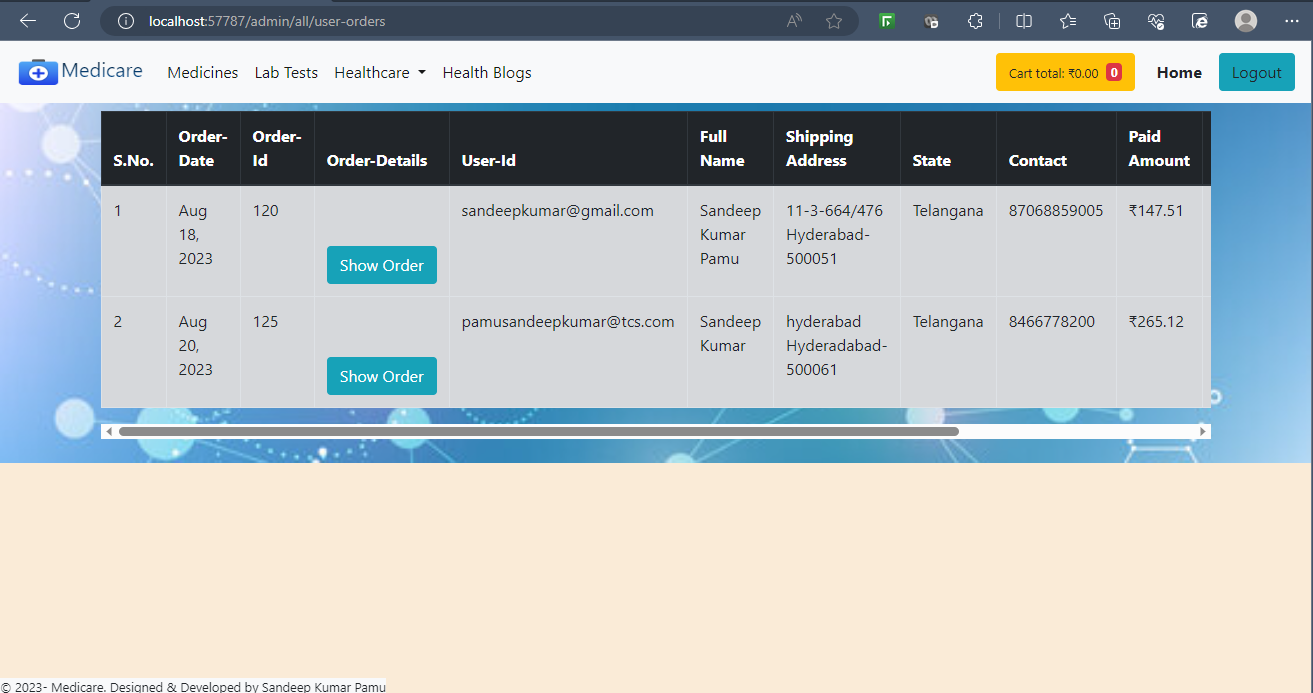 localhost:57787/admin/all/user-orders
Medicare Medicines Lab Tests Healthcare Health Blogs Cart total: ₹0.00 0 Home Logout
S.No. Order-Date Order-Id Order-Details User-Id Full Name Shipping Address State Contact Paid Amount
1 Aug 18, 2023 120 Show Order sandeepkumar@gmail.com Sandeep Kumar Pamu 11-3-664/476 Hyderabad-500051 Telangana 87068859005 ₹147.51
2 Aug 20, 2023 125 Show Order pamusandeepkumar@tcs.com Sandeep Kumar hyderabad Hyderadabad-500061 Telangana 8466778200 ₹265.12
© 2023- Medicare. Designed & Developed by Sandeep Kumar Pamu